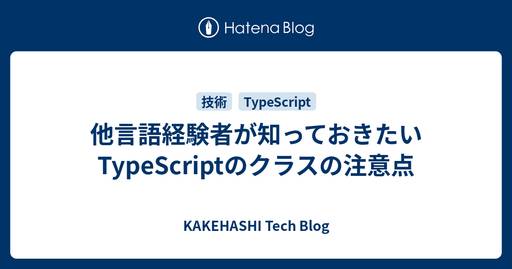 Hatena Blog
技術 TypeScript
他言語経験者が知っておきたい
TypeScriptのクラスの注意点
KAKEHASHI Tech Blog